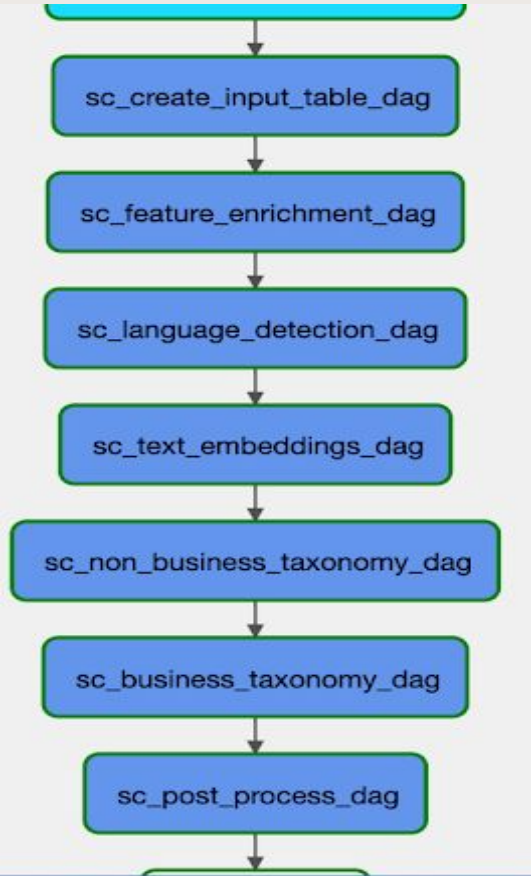 sc_create_input_table_dag
sc_feature_enrichment_dag
sc_language_detection_dag
sc_text_embeddings_dag
sc_non_business_taxonomy_dag
sc_business_taxonomy_dag
sc_post_process_dag